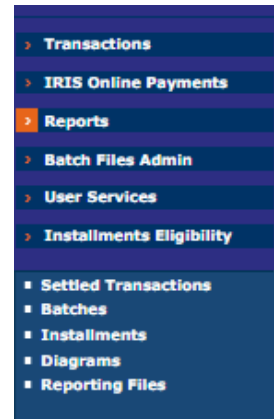 Transactions
IRIS Online Payments
Reports
Batch Files Admin
User Services
Installments Eligibility
Settled Transactions
Batches
Installments
Diagrams
Reporting Files